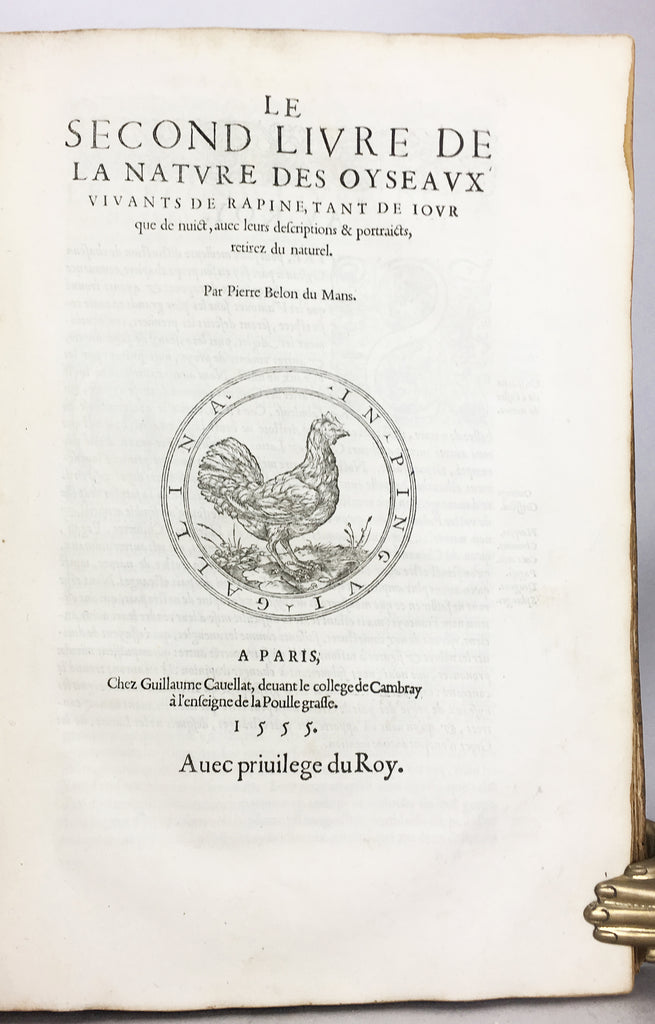 LE
SECOND LIVRE DE
LA NATVRE DES OYSEAVX
VIVANTS DE RAPINE, TANT DE IOVR
que de nuict, auec leurs deſcriptions & portraicts,
retirez du naturel.
Par Pierre Belon du Mans.
IN PINGVI GALLINA
A PARIS,
Chez Guillaume Cauellat, deuant le college de Cambray
à l'enſeigne de la Poulle graſſe.
1555.
Auec priuilege du Roy.